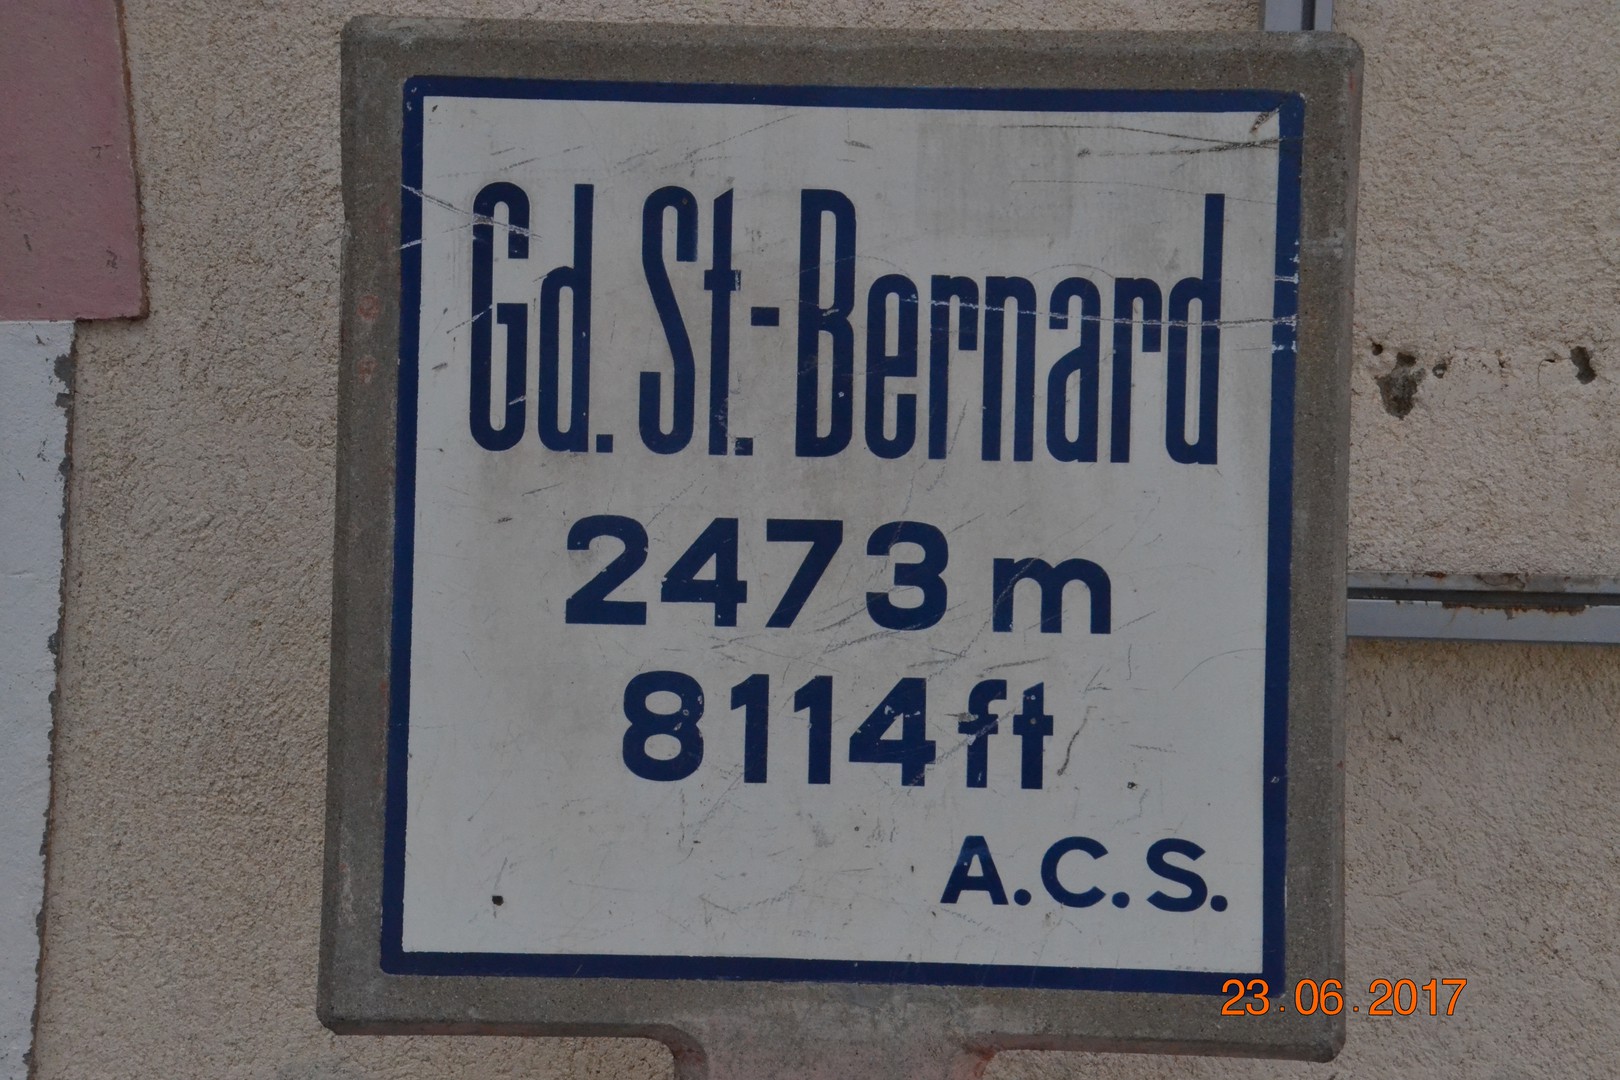 Gd. St.-Bernard
2473 m
8114 ft
A.C.S.
23.06.2017